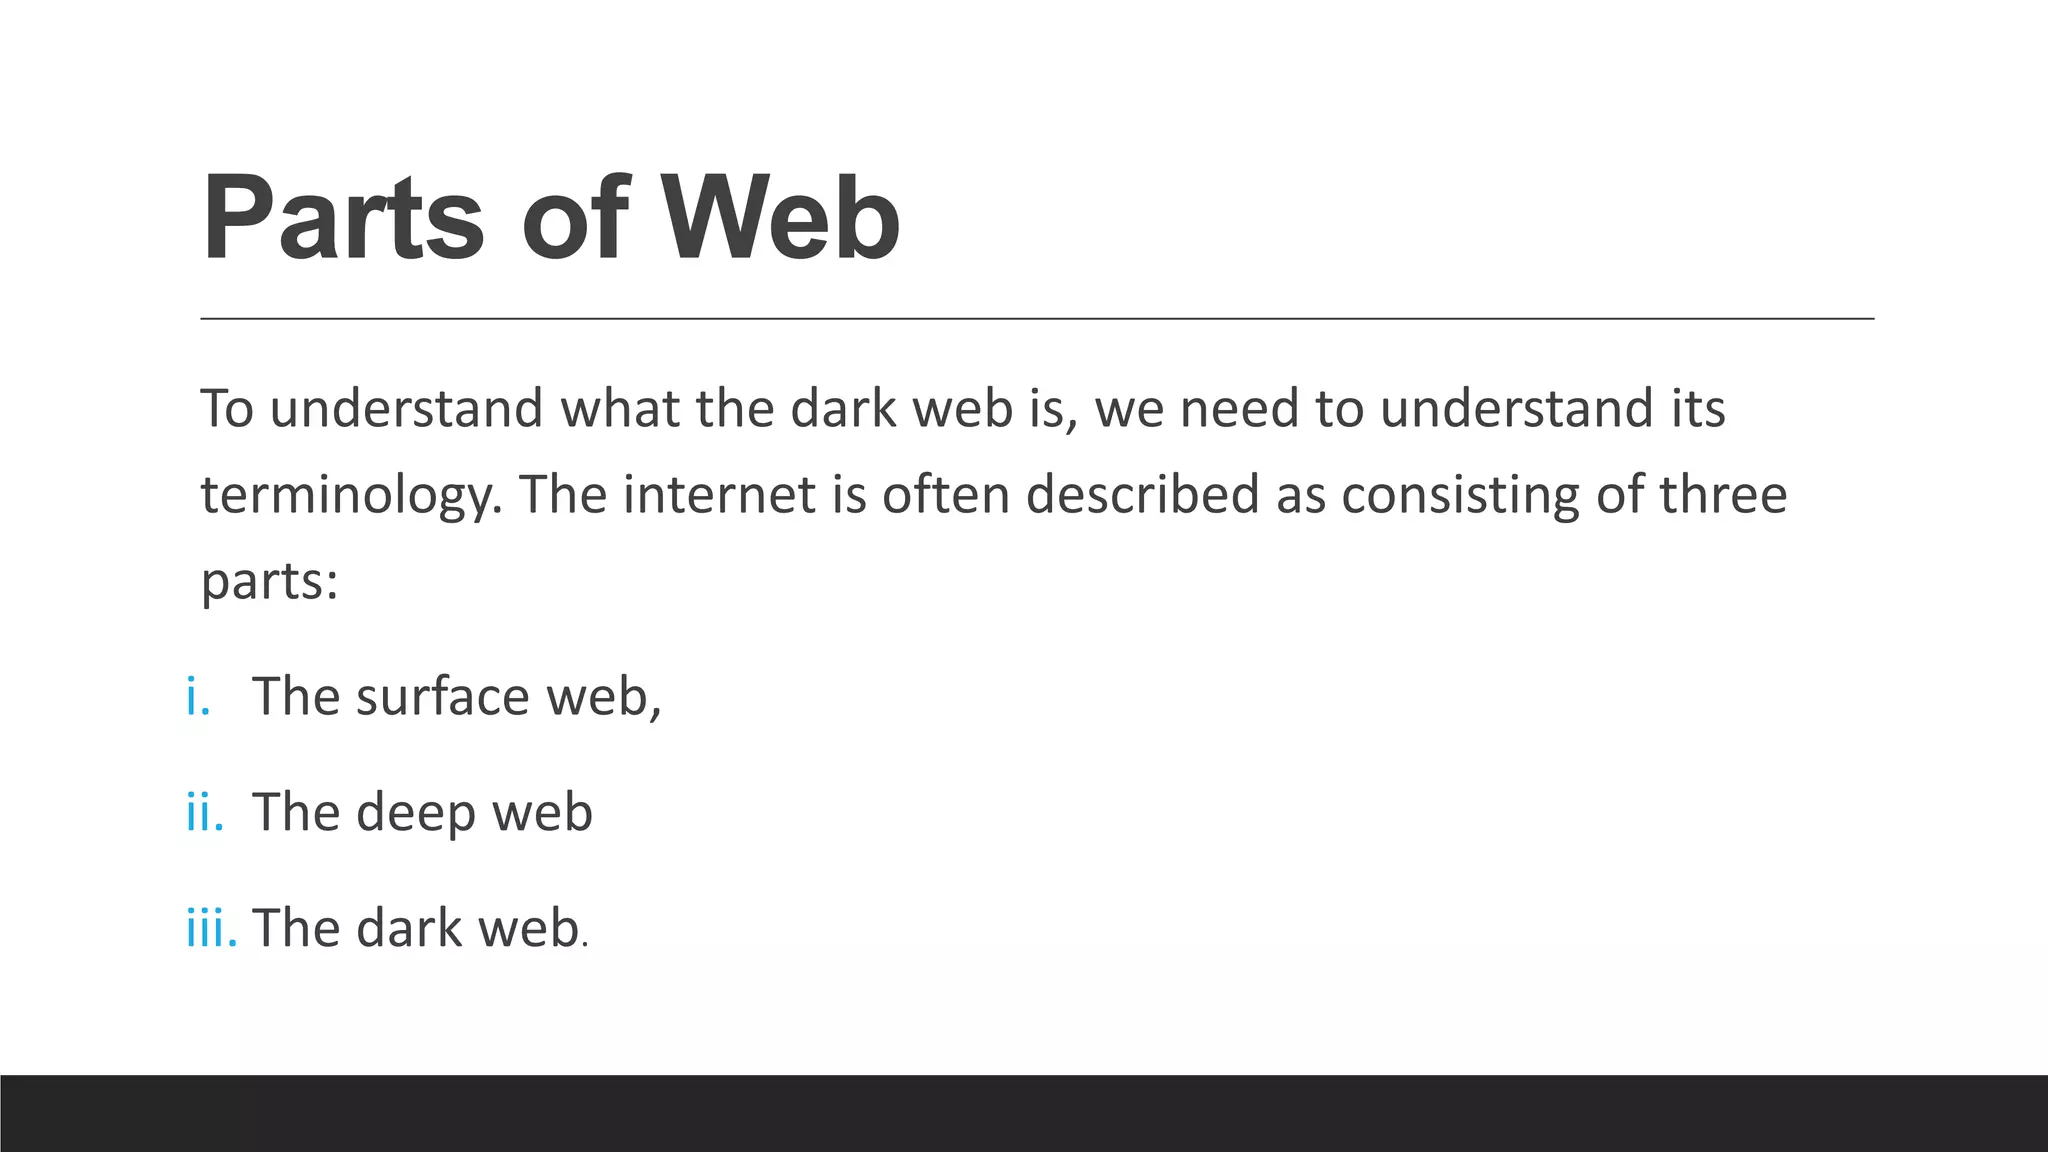 Parts of Web
To understand what the dark web is, we need to understand its
terminology. The internet is often described as consisting of three
parts:
i. The surface web,
ii. The deep web
iii. The dark web.